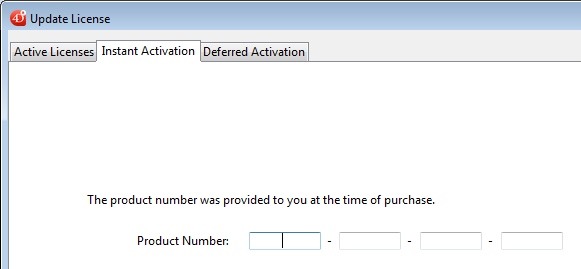 4D Update License
Active Licenses Instant Activation Deferred Activation
The product number was provided to you at the time of purchase.
Product Number: - - -